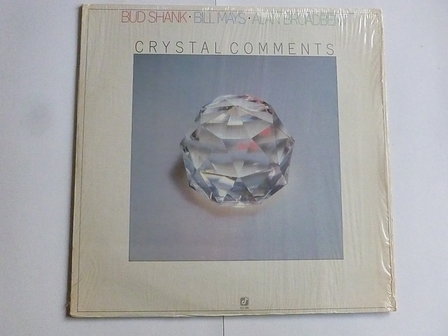 BUD SHANK • BILL MAYS • ALAN BROADBENT
CRYSTAL COMMENTS